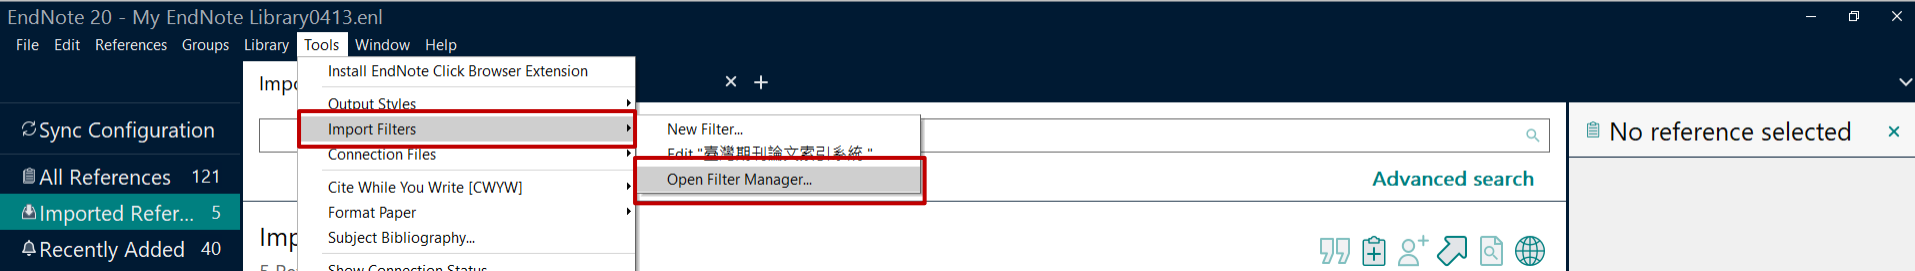 EndNote 20 - My EndNote Library0413.enl
File Edit References Groups Library Tools Window Help
Install EndNote Click Browser Extension
Output Styles
Import Filters
Connection Files
Cite While You Write [CWYW]
Format Paper
Subject Bibliography...
Show Connection Status
New Filter...
Edit "臺灣期刊論文索引系統 "
Open Filter Manager...
Sync Configuration
All References 121
Imported Refer... 5
Recently Added 40
Advanced search
No reference selected